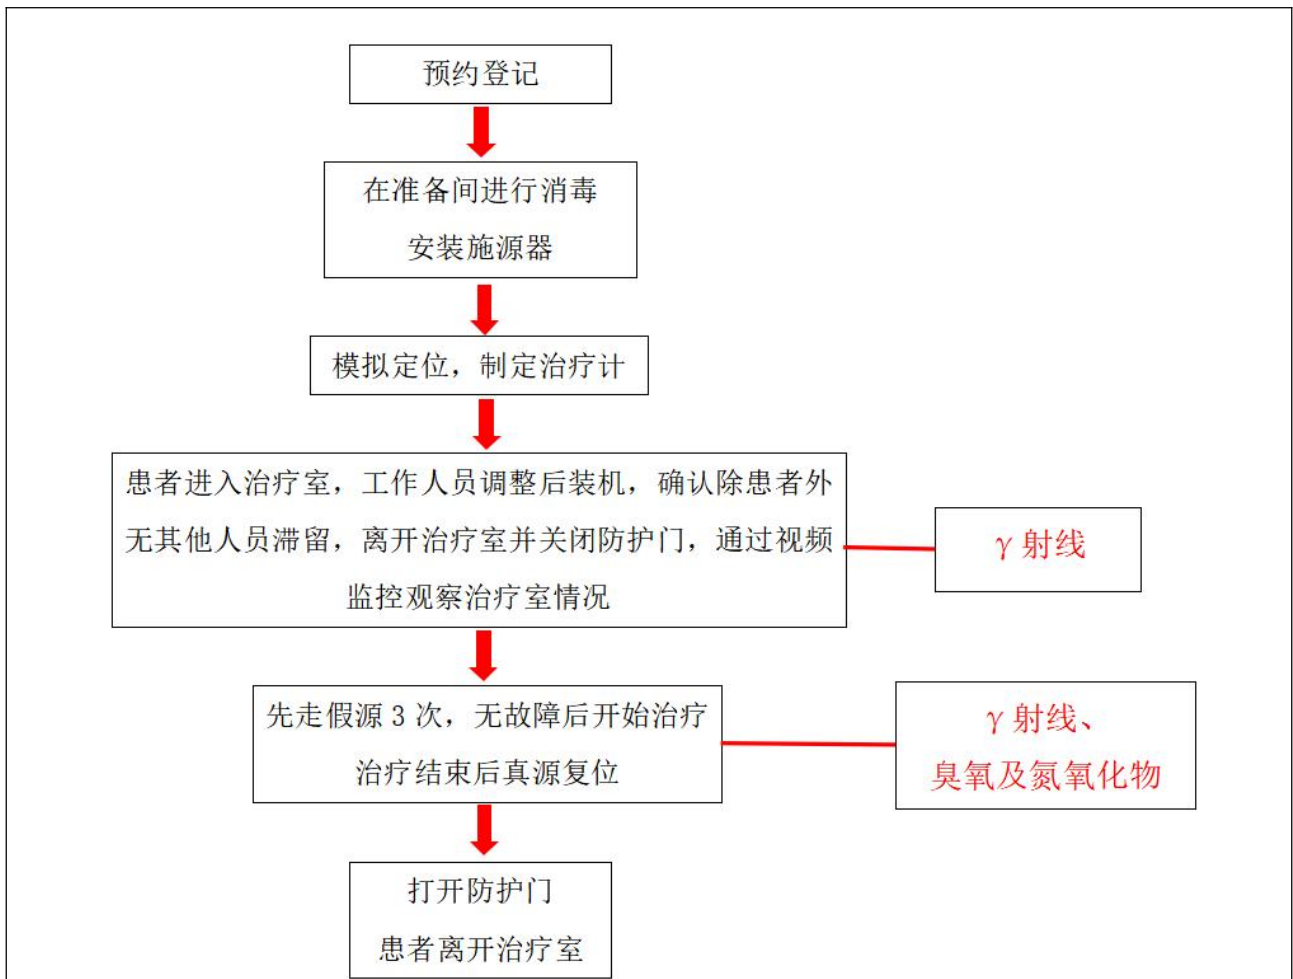 预约登记
在准备间进行消毒
安装施源器
模拟定位，制定治疗计
患者进入治疗室，工作人员调整后装机，确认除患者外
无其他人员滞留，离开治疗室并关闭防护门，通过视频
监控观察治疗室情况
γ射线
先走假源 3 次，无故障后开始治疗
治疗结束后真源复位
γ射线、
臭氧及氮氧化物
打开防护门
患者离开治疗室